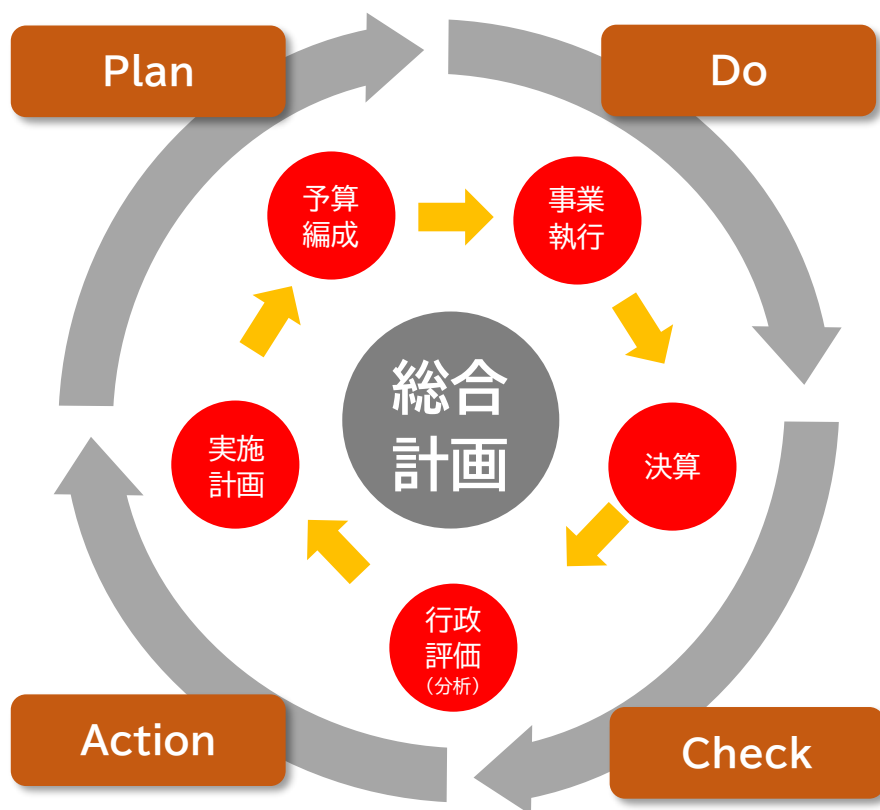 Plan
Do
予算
編成
事業
執行
総合
計画
実施
計画
決算
行政
評価
（分析）
Action
Check